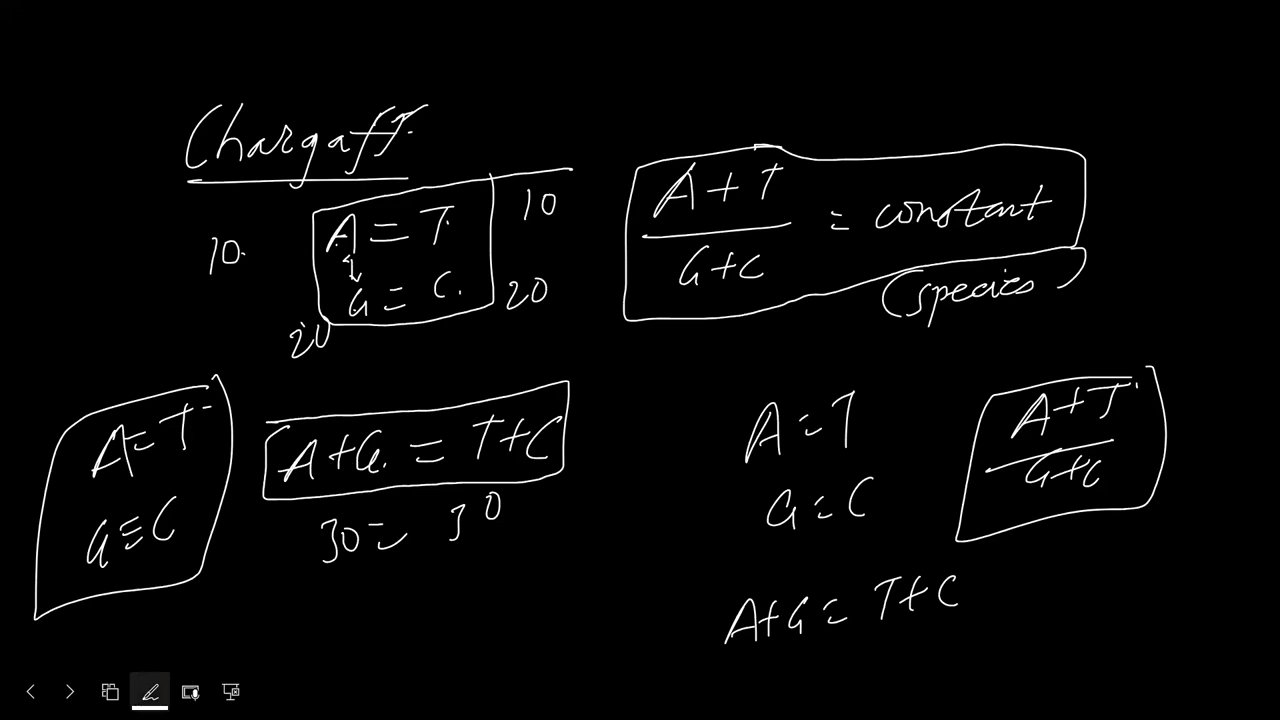 Chargaff
10. A = T. 10
20 G = C. 20
A + T
G + C
= constant
(species)
A = T
G ≡ C
A + G. = T + C
30 = 30
A = T
G = C
A + G = T + C
A + T
G + C